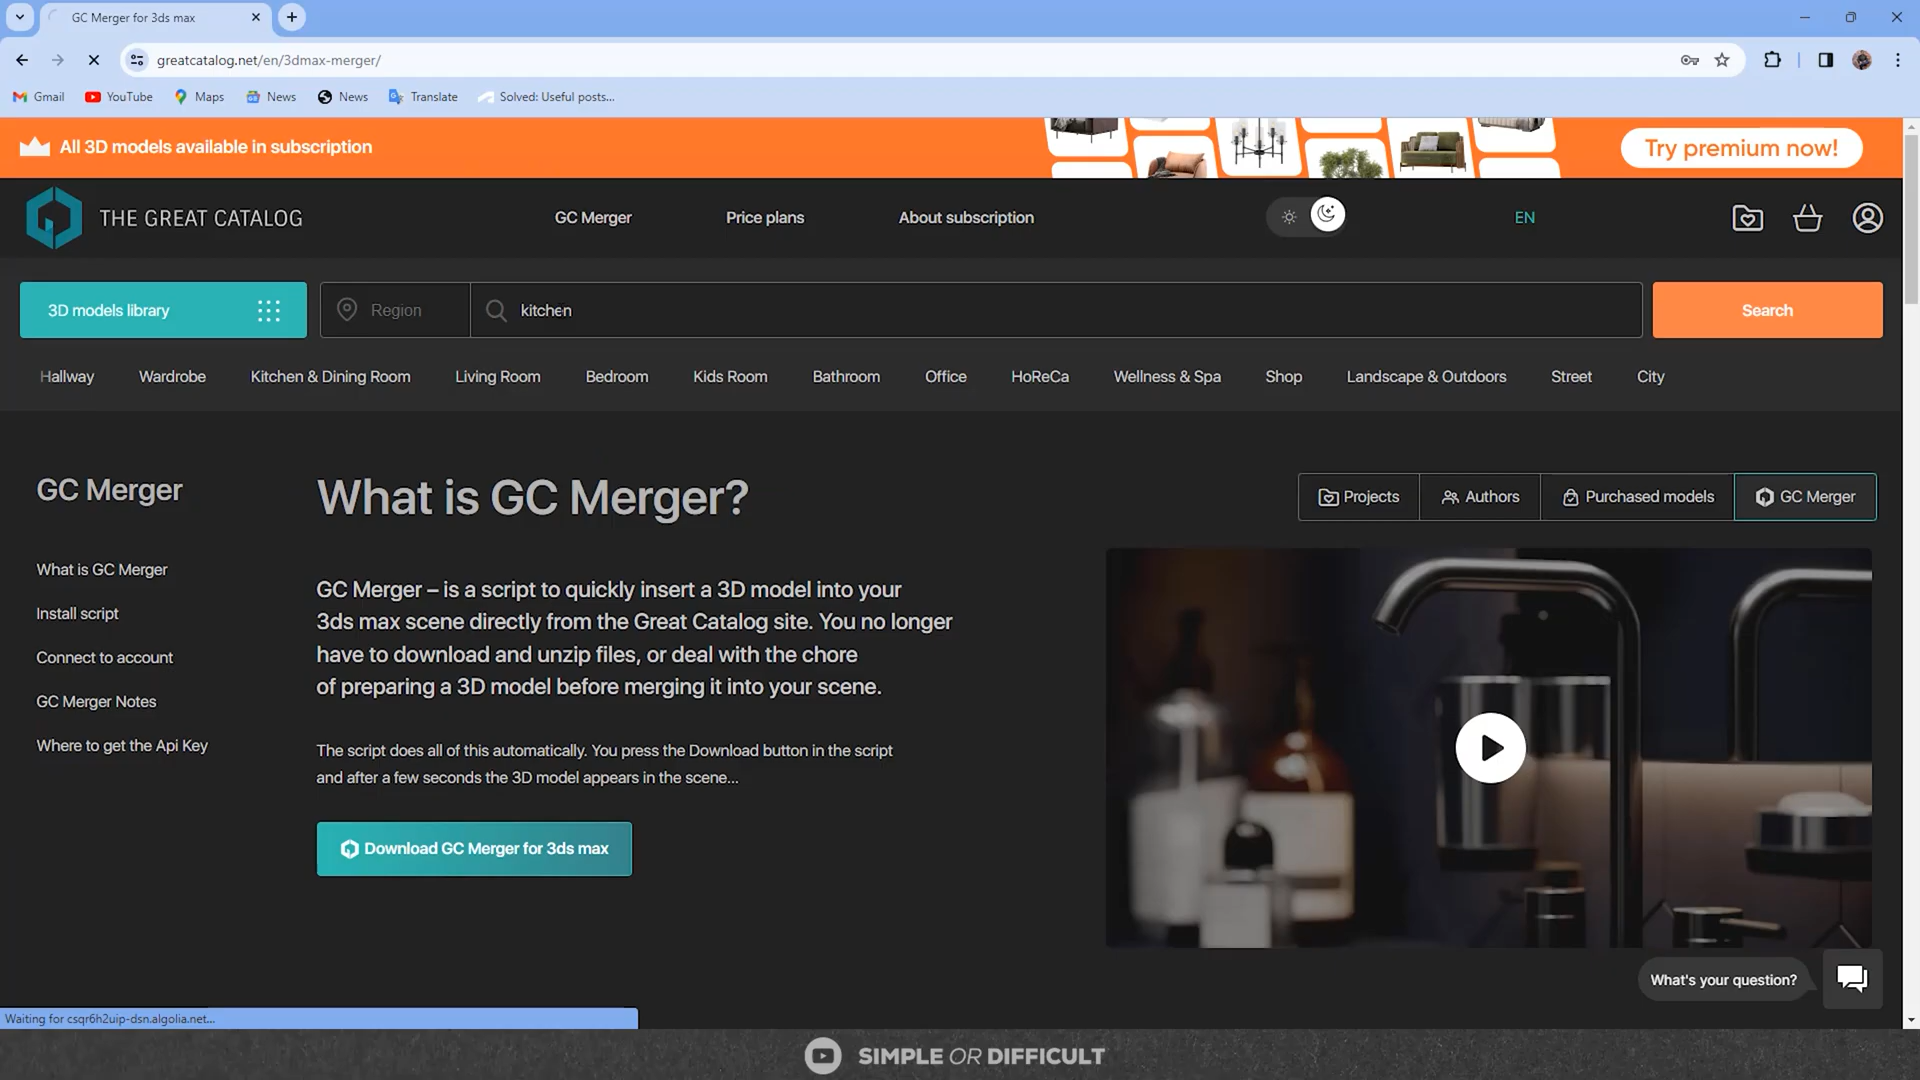 GC Merger for 3ds max
greatcatalog.net/en/3dmax-merger/
Gmail YouTube Maps News News Translate Solved: Useful posts...
All 3D models available in subscription
Try premium now!
THE GREAT CATALOG
GC Merger Price plans About subscription
EN
3D models library
Region
kitchen
Search
Hallway Wardrobe Kitchen & Dining Room Living Room Bedroom Kids Room Bathroom Office HoReCa Wellness & Spa Shop Landscape & Outdoors Street City
GC Merger
What is GC Merger
Install script
Connect to account
GC Merger Notes
Where to get the Api Key
What is GC Merger?
Projects Authors Purchased models GC Merger
GC Merger – is a script to quickly insert a 3D model into your
3ds max scene directly from the Great Catalog site. You no longer
have to download and unzip files, or deal with the chore
of preparing a 3D model before merging it into your scene.
The script does all of this automatically. You press the Download button in the script
and after a few seconds the 3D model appears in the scene...
Download GC Merger for 3ds max
What's your question?
Waiting for csqr6h2uip-dsn.algolia.net...
SIMPLE OR DIFFICULT